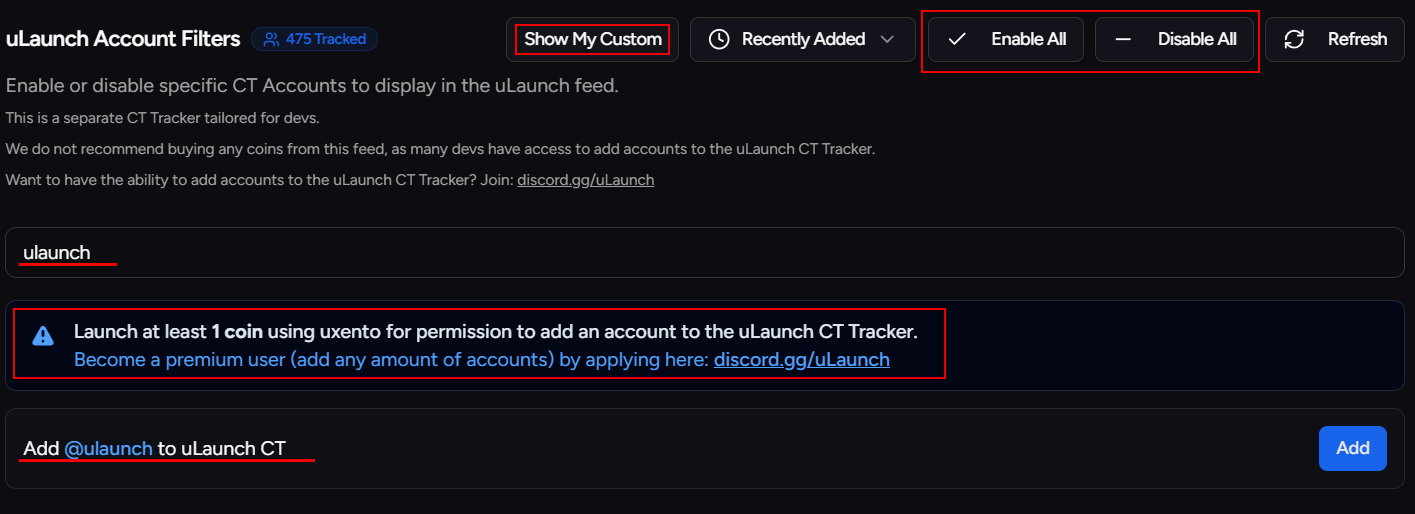 uLaunch Account Filters 475 Tracked Show My Custom Recently Added Enable All Disable All Refresh
Enable or disable specific CT Accounts to display in the uLaunch feed.
This is a separate CT Tracker tailored for devs.
We do not recommend buying any coins from this feed, as many devs have access to add accounts to the uLaunch CT Tracker.
Want to have the ability to add accounts to the uLaunch CT Tracker? Join: discord.gg/uLaunch
ulaunch
Launch at least 1 coin using uxento for permission to add an account to the uLaunch CT Tracker.
Become a premium user (add any amount of accounts) by applying here: discord.gg/uLaunch
Add @ulaunch to uLaunch CT Add